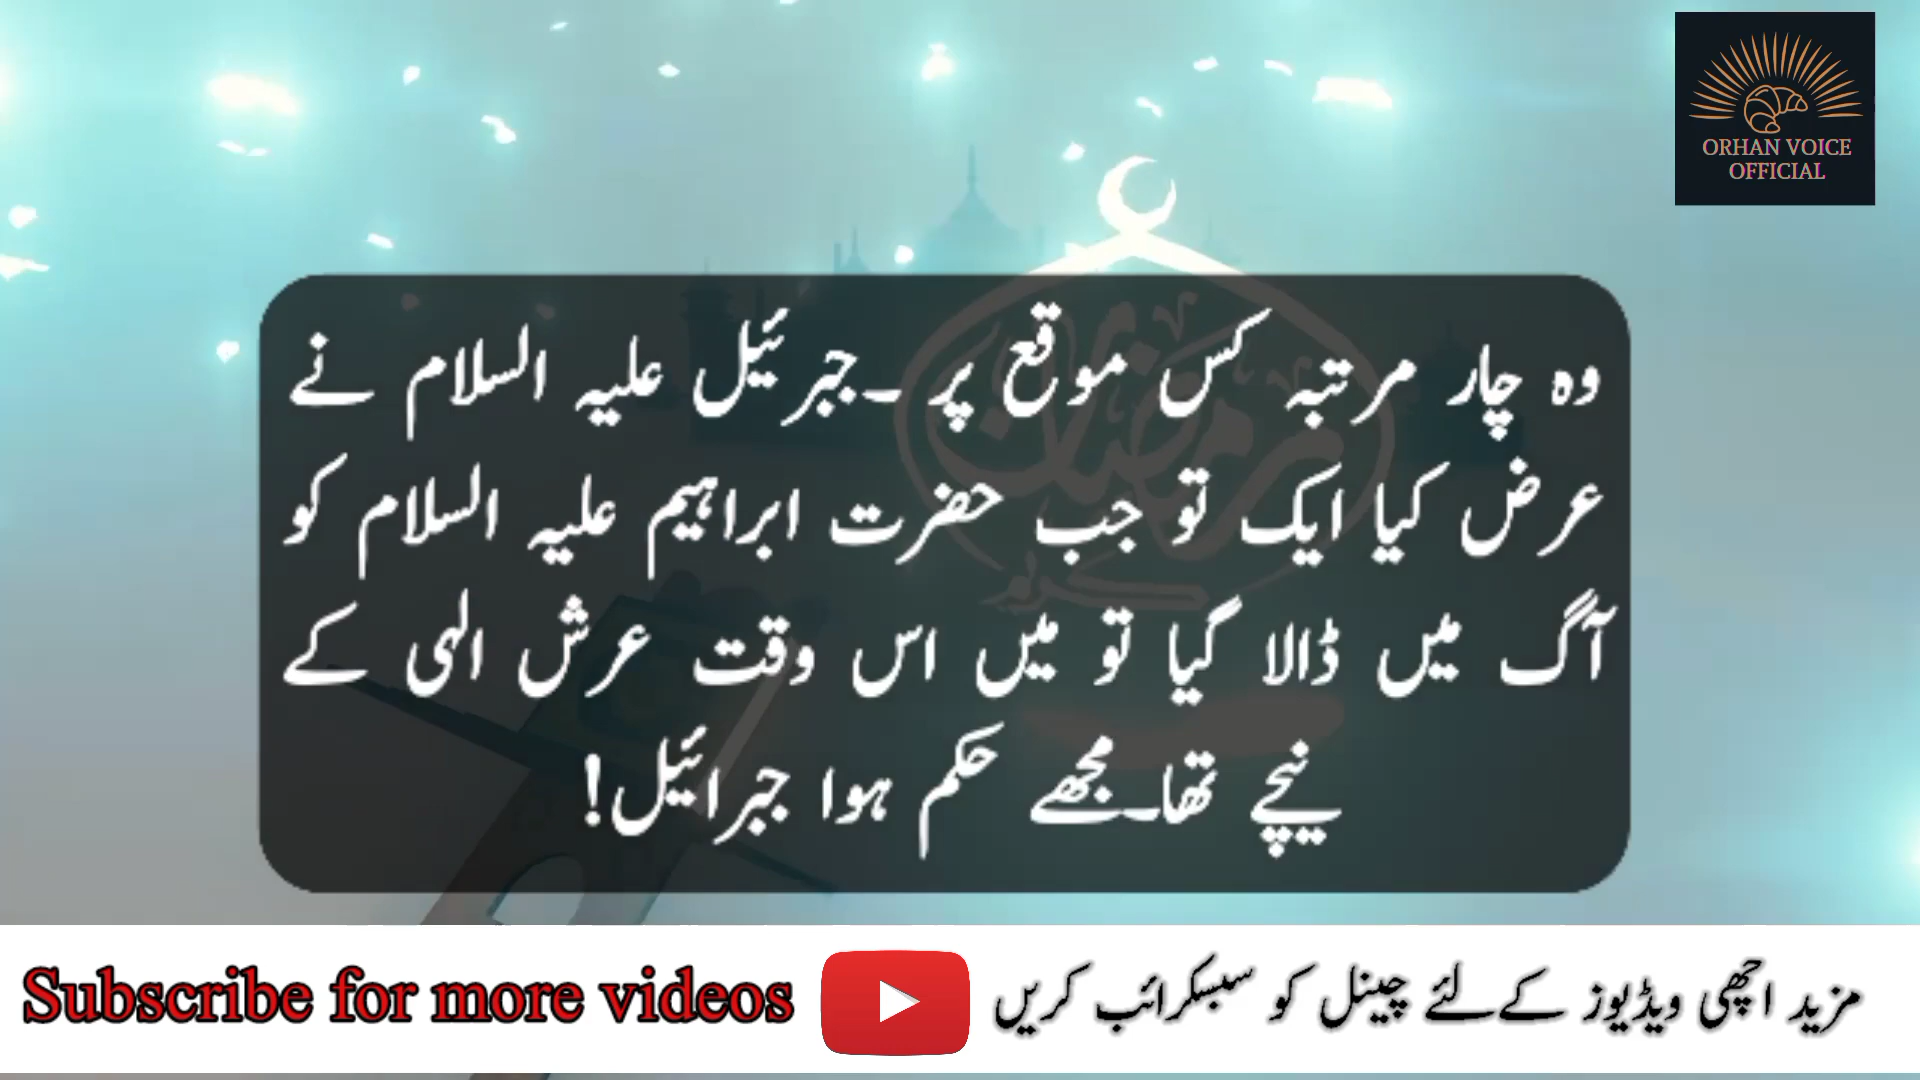 ORHAN VOICE
OFFICIAL
وہ چار مرتبہ کس موقع پر ۔جبرئیل علیہ السلام نے
عرض کیا ایک تو جب حضرت ابراہیم علیہ السلام کو
آگ میں ڈالا گیا تو میں اس وقت عرش الہی کے
نیچے تھا۔مجھے حکم ہوا جبرائیل!
Subscribe for more videos
مزید اچھی ویڈیوز کےلئے چینل کو سبسکرائب کریں